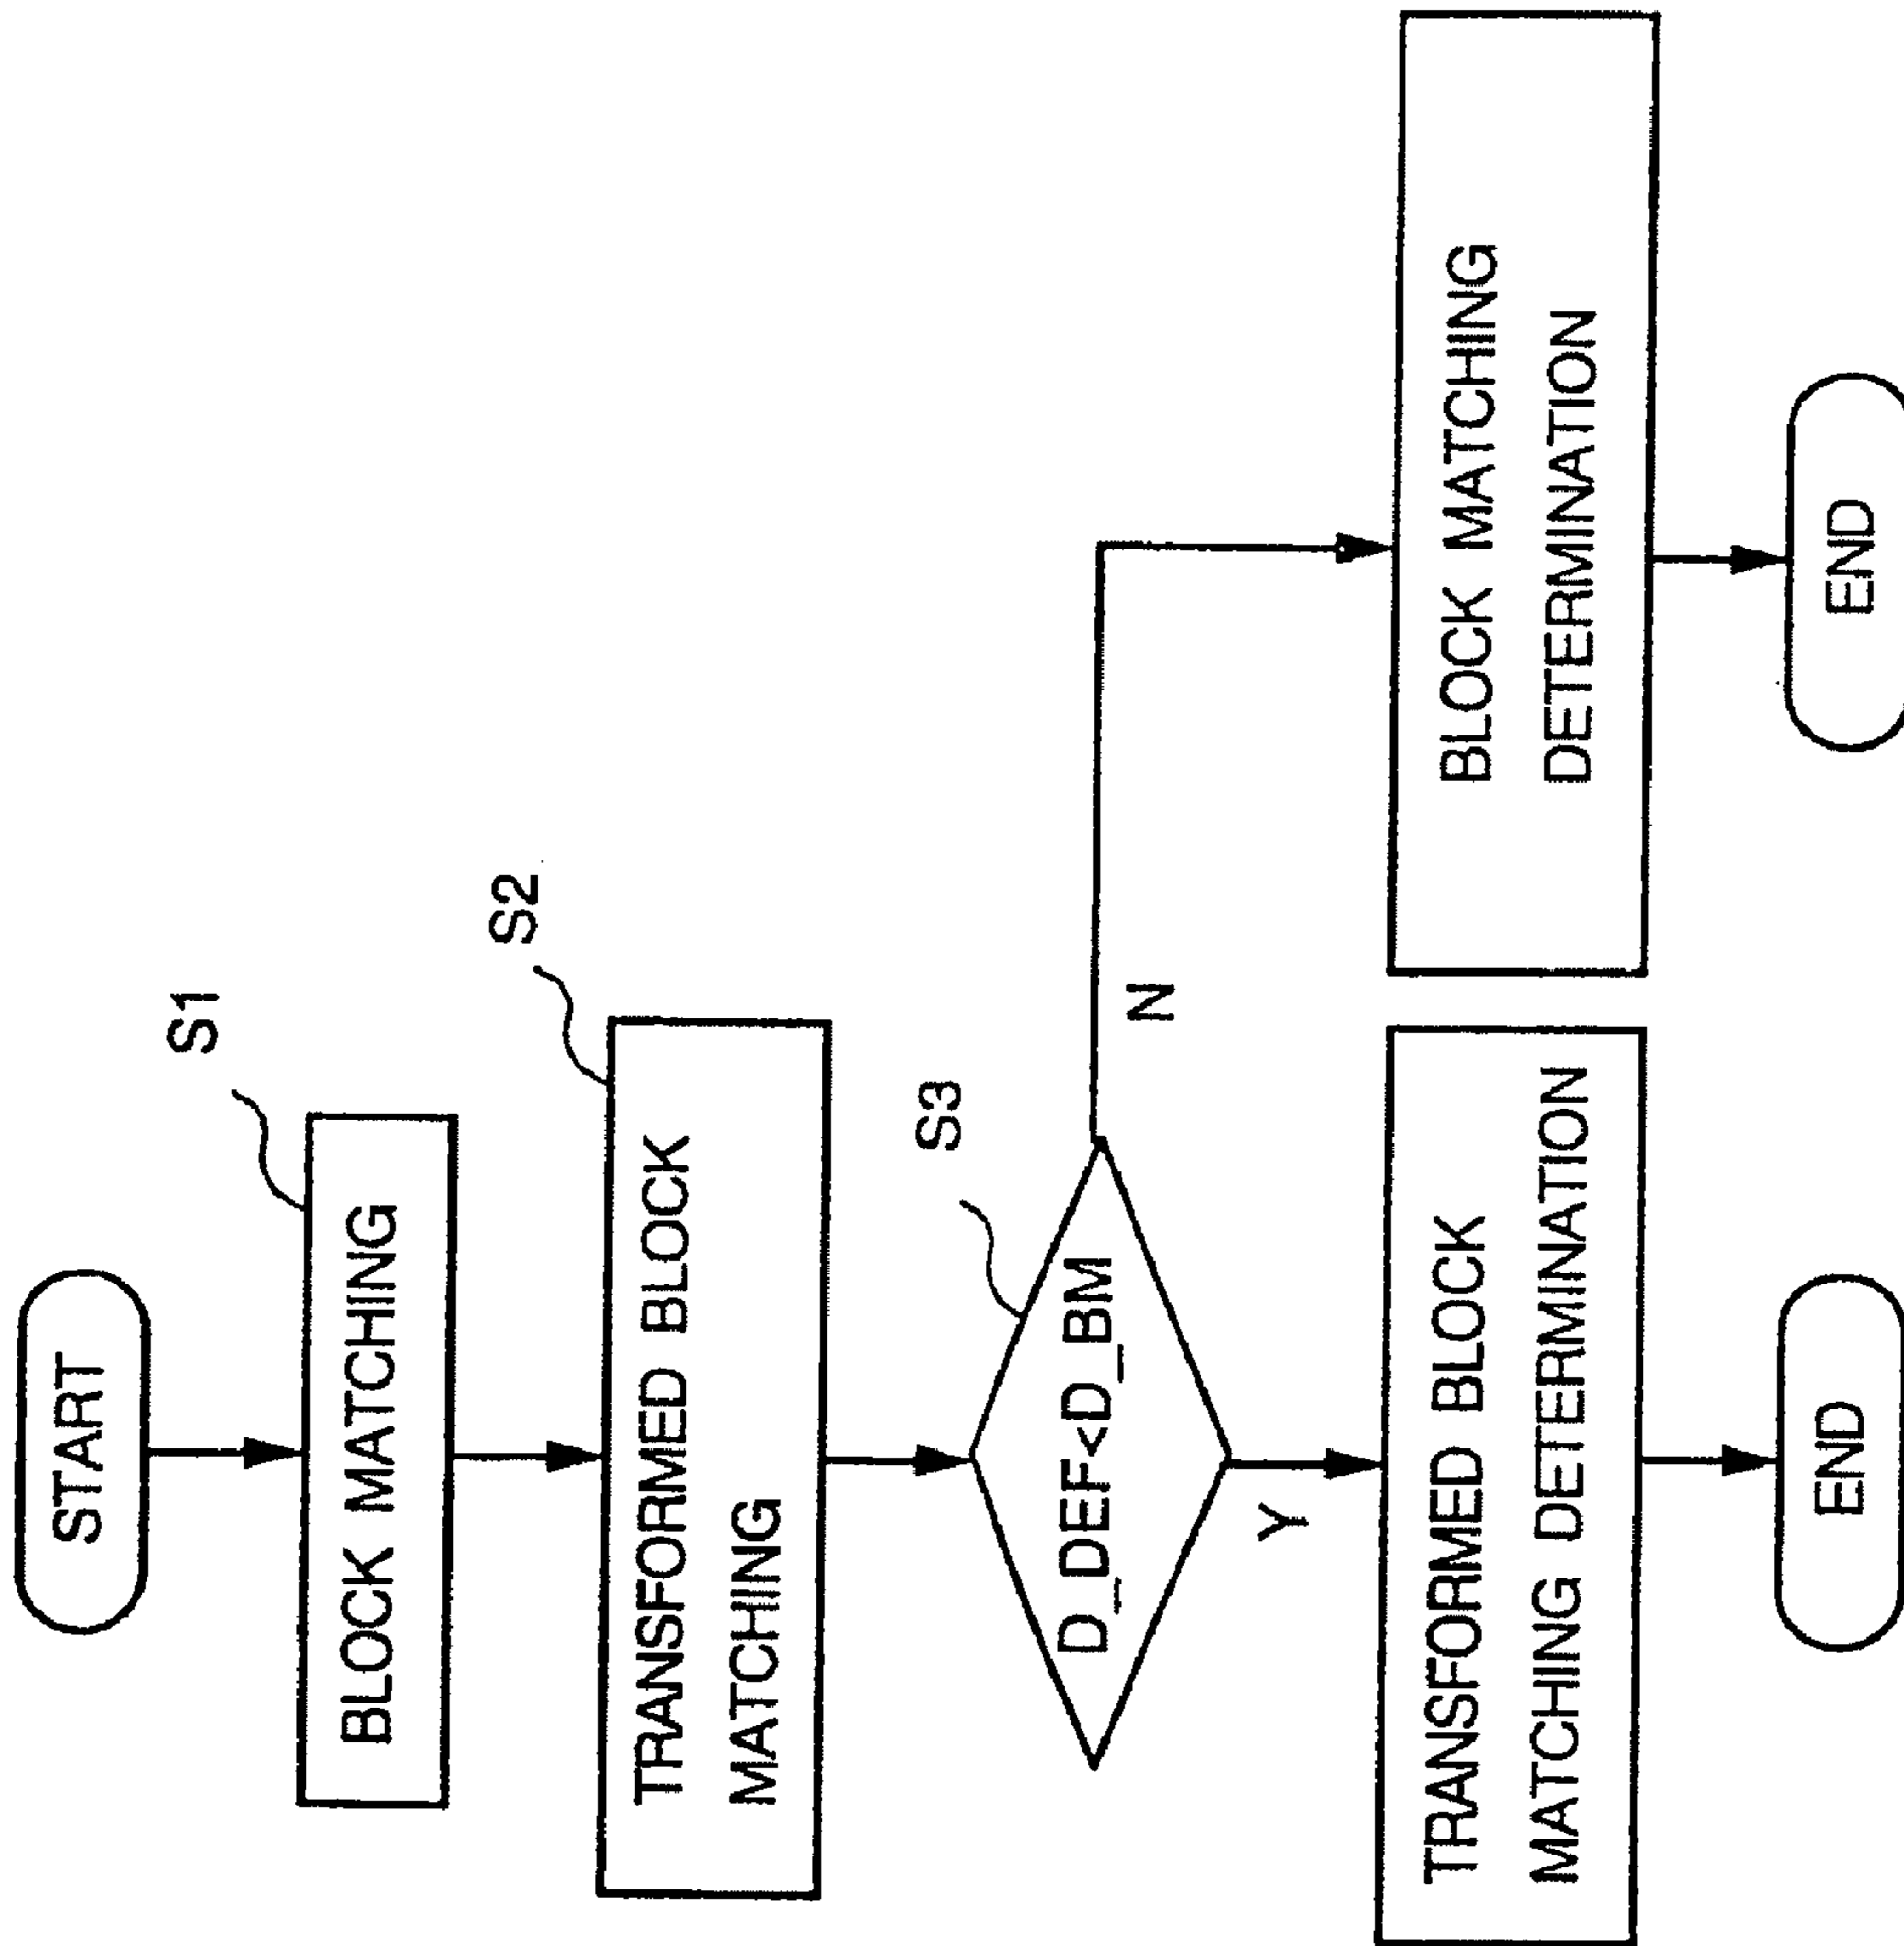 START
S1
BLOCK MATCHING
S2
TRANSFORMED BLOCK
MATCHING
S3
D_DEF<D_BM
Y
N
TRANSFORMED BLOCK
MATCHING DETERMINATION
BLOCK MATCHING
DETERMINATION
END
END